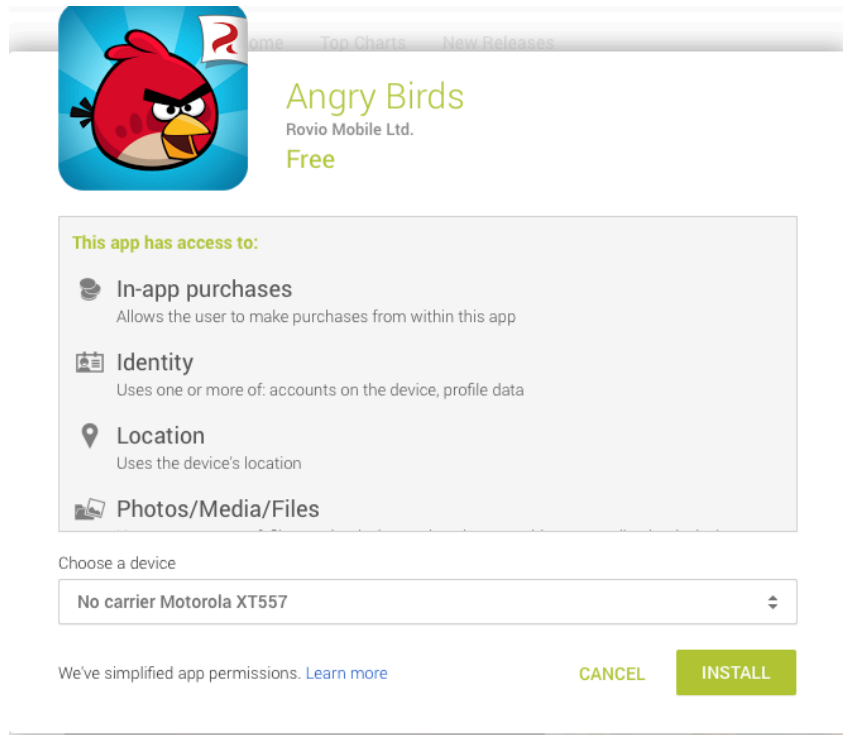 ome Top Charts New Releases
Angry Birds
Rovio Mobile Ltd.
Free
This app has access to:
In-app purchases
Allows the user to make purchases from within this app
Identity
Uses one or more of: accounts on the device, profile data
Location
Uses the device's location
Photos/Media/Files
Choose a device
No carrier Motorola XT557
We've simplified app permissions. Learn more
CANCEL
INSTALL